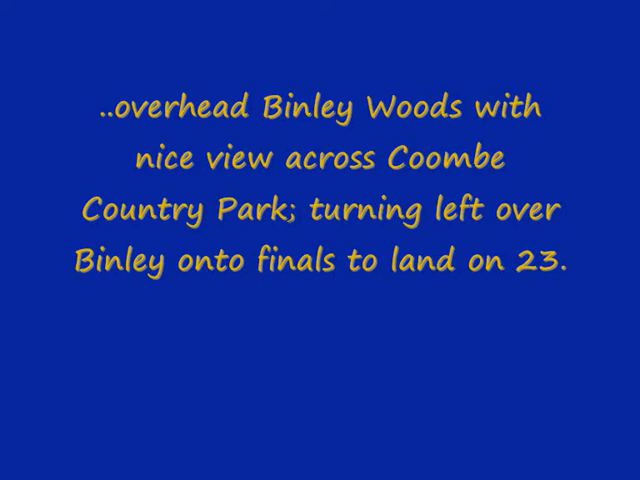 ..overhead Binley Woods with
nice view across Coombe
Country Park; turning left over
Binley onto finals to land on 23.